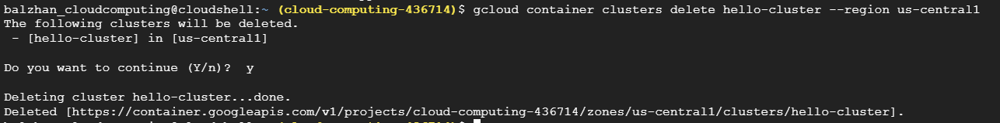 balzhan_cloudcomputing@cloudshell:~ (cloud-computing-436714)$ gcloud container clusters delete hello-cluster --region us-central1
The following clusters will be deleted.
 - [hello-cluster] in [us-central1]
Do you want to continue (Y/n)?  y
Deleting cluster hello-cluster...done.
Deleted [https://container.googleapis.com/v1/projects/cloud-computing-436714/zones/us-central1/clusters/hello-cluster].